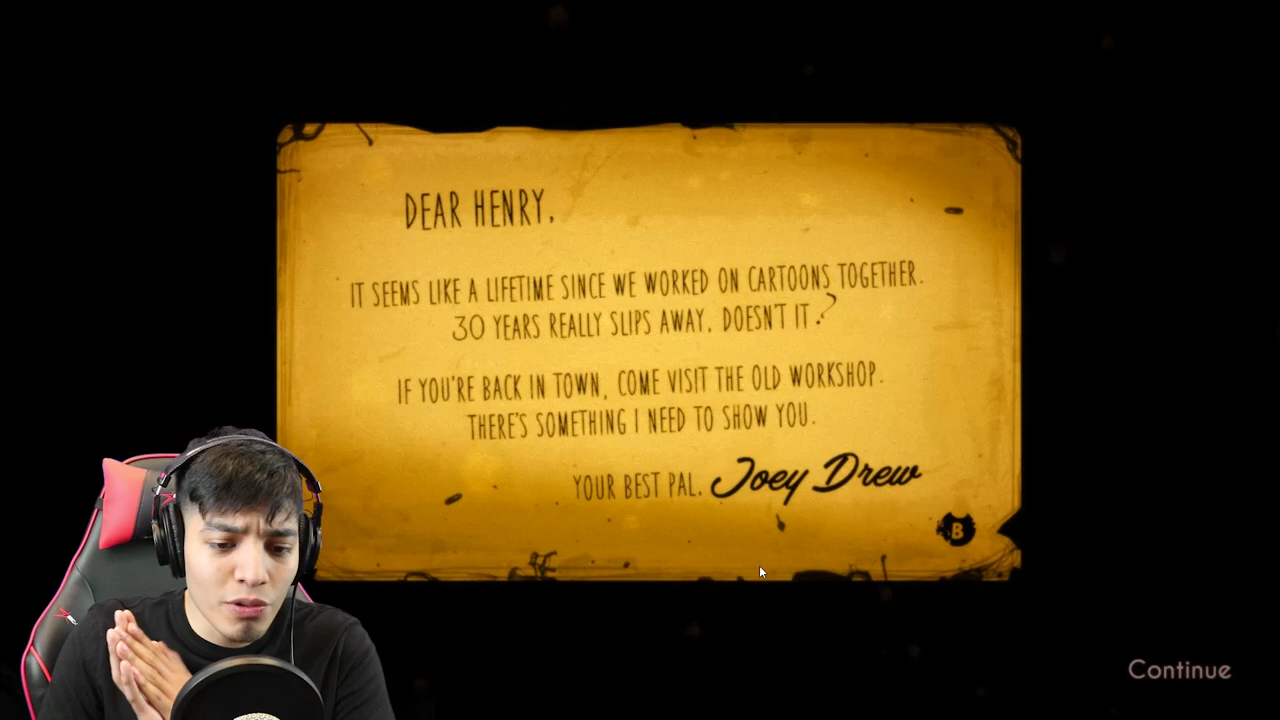 DEAR HENRY,
IT SEEMS LIKE A LIFETIME SINCE WE WORKED ON CARTOONS TOGETHER.
30 YEARS REALLY SLIPS AWAY, DOESN'T IT?
IF YOU'RE BACK IN TOWN, COME VISIT THE OLD WORKSHOP.
THERE'S SOMETHING I NEED TO SHOW YOU.
YOUR BEST PAL, Joey Drew
B
Continue